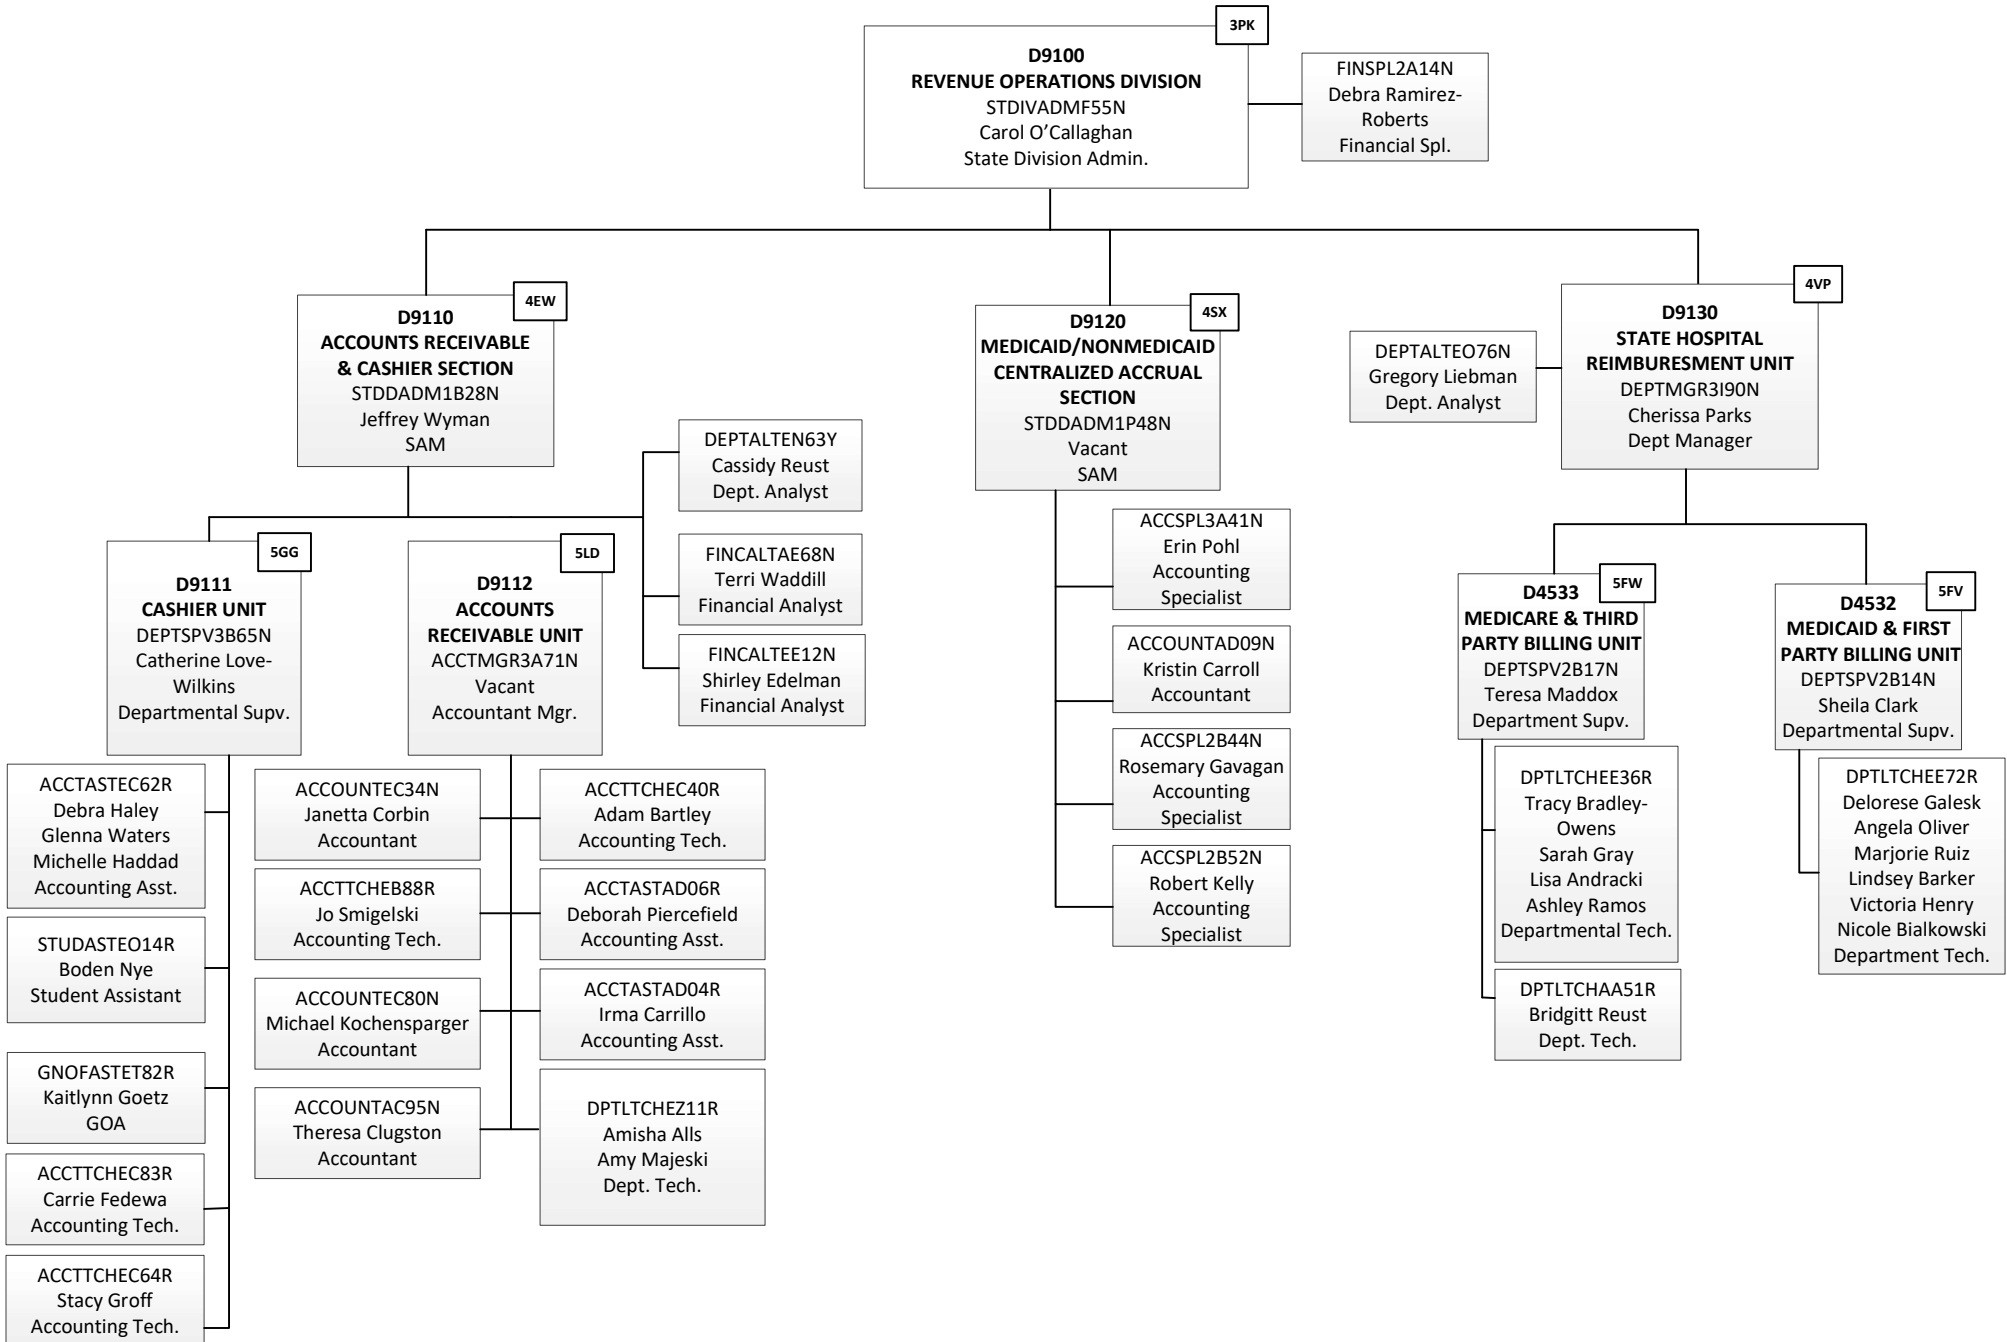 3PK
D9100
REVENUE OPERATIONS DIVISION
STDIVADMF55N
Carol O’Callaghan
State Division Admin.
FINSPL2A14N
Debra Ramirez-
Roberts
Financial Spl.
4EW
D9110
ACCOUNTS RECEIVABLE
& CASHIER SECTION
STDDADM1B28N
Jeffrey Wyman
SAM
DEPTALTEN63Y
Cassidy Reust
Dept. Analyst
FINCALTAE68N
Terri Waddill
Financial Analyst
FINCALTEE12N
Shirley Edelman
Financial Analyst
5GG
D9111
CASHIER UNIT
DEPTSPV3B65N
Catherine Love-
Wilkins
Departmental Supv.
ACCTASTEC62R
Debra Haley
Glenna Waters
Michelle Haddad
Accounting Asst.
STUDASTEO14R
Boden Nye
Student Assistant
GNOFASTET82R
Kaitlynn Goetz
GOA
ACCTTCHEC83R
Carrie Fedewa
Accounting Tech.
ACCTTCHEC64R
Stacy Groff
Accounting Tech.
5LD
D9112
ACCOUNTS
RECEIVABLE UNIT
ACCTMGR3A71N
Vacant
Accountant Mgr.
ACCOUNTEC34N
Janetta Corbin
Accountant
ACCTTCHEC40R
Adam Bartley
Accounting Tech.
ACCTTCHEB88R
Jo Smigelski
Accounting Tech.
ACCTASTAD06R
Deborah Piercefield
Accounting Asst.
ACCOUNTEC80N
Michael Kochensparger
Accountant
ACCTASTAD04R
Irma Carrillo
Accounting Asst.
ACCOUNTAC95N
Theresa Clugston
Accountant
DPTLTCHEZ11R
Amisha Alls
Amy Majeski
Dept. Tech.
4SX
D9120
MEDICAID/NONMEDICAID
CENTRALIZED ACCRUAL
SECTION
STDDADM1P48N
Vacant
SAM
ACCSPL3A41N
Erin Pohl
Accounting
Specialist
ACCOUNTAD09N
Kristin Carroll
Accountant
ACCSPL2B44N
Rosemary Gavagan
Accounting
Specialist
ACCSPL2B52N
Robert Kelly
Accounting
Specialist
4VP
D9130
STATE HOSPITAL
REIMBURESMENT UNIT
DEPTMGR3I90N
Cherissa Parks
Dept Manager
DEPTALTEO76N
Gregory Liebman
Dept. Analyst
5FW
D4533
MEDICARE & THIRD
PARTY BILLING UNIT
DEPTSPV2B17N
Teresa Maddox
Department Supv.
DPTLTCHEE36R
Tracy Bradley-
Owens
Sarah Gray
Lisa Andracki
Ashley Ramos
Departmental Tech.
DPTLTCHAA51R
Bridgitt Reust
Dept. Tech.
5FV
D4532
MEDICAID & FIRST
PARTY BILLING UNIT
DEPTSPV2B14N
Sheila Clark
Departmental Supv.
DPTLTCHEE72R
Delorese Galesk
Angela Oliver
Marjorie Ruiz
Lindsey Barker
Victoria Henry
Nicole Bialkowski
Department Tech.